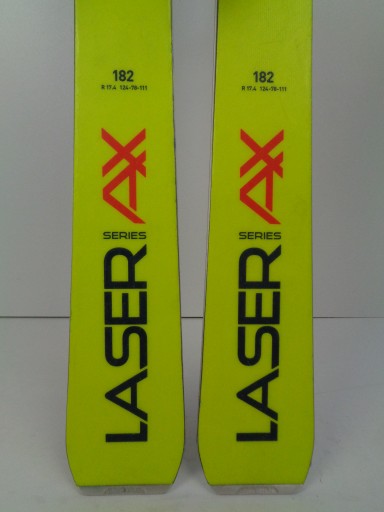 182
R 17.4 124-78-111
LASER SERIES AX
182
R 17.4 124-78-111
LASER SERIES AX